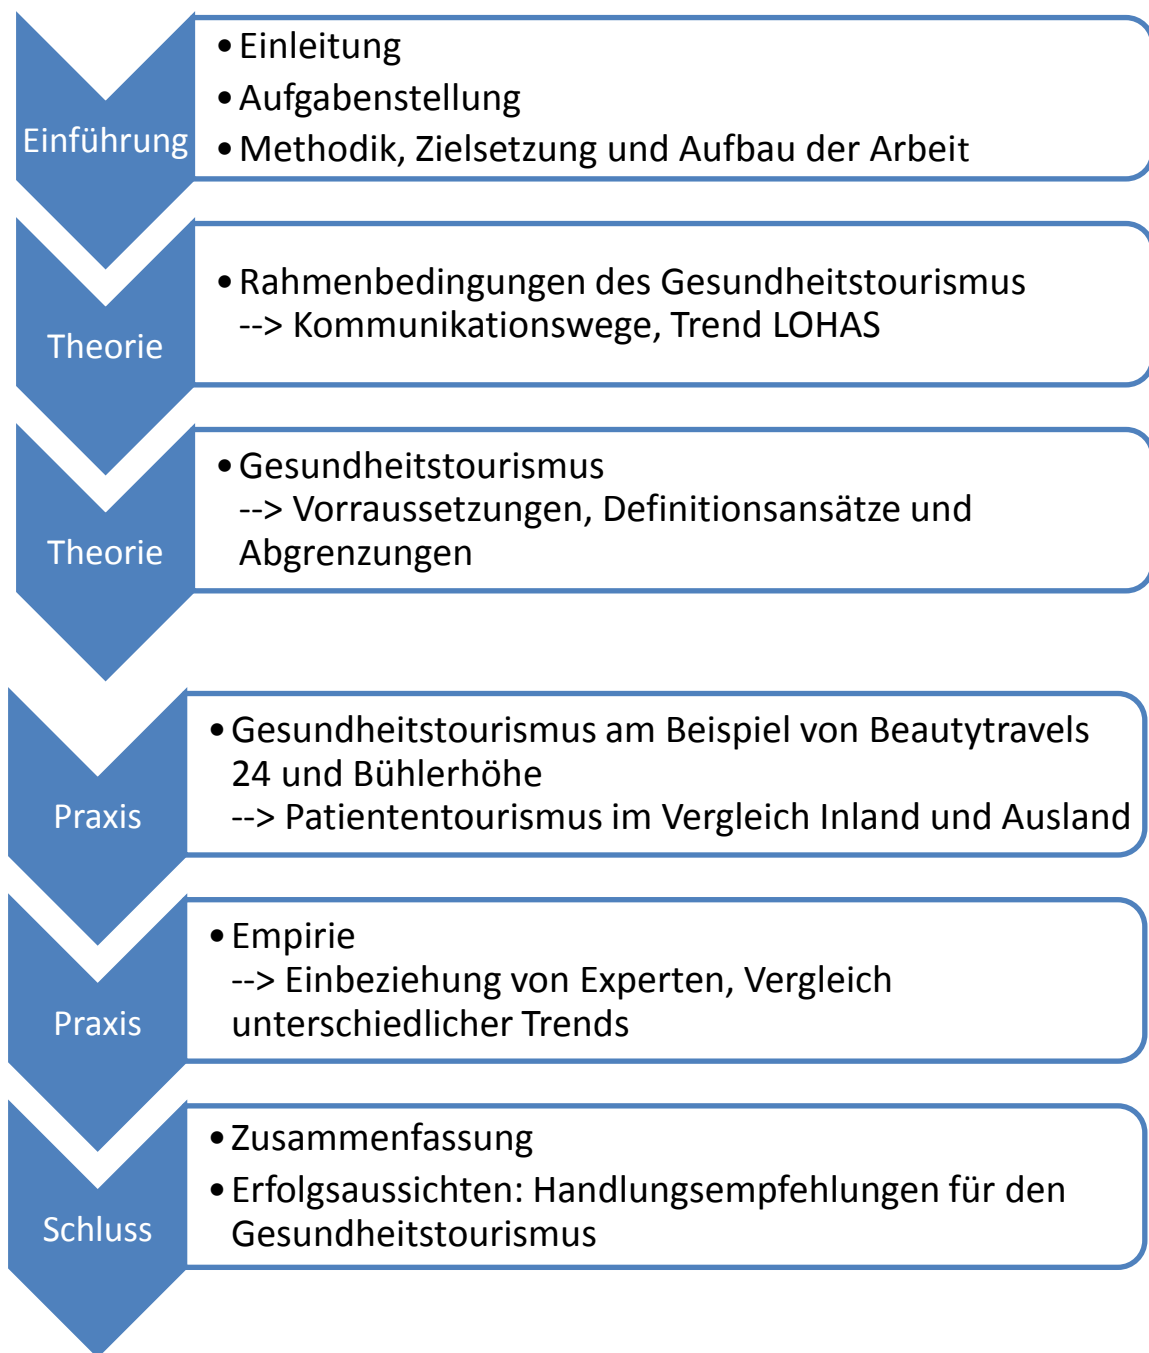 Einführung
• Einleitung
• Aufgabenstellung
• Methodik, Zielsetzung und Aufbau der Arbeit
Theorie
• Rahmenbedingungen des Gesundheitstourismus
--> Kommunikationswege, Trend LOHAS
Theorie
• Gesundheitstourismus
--> Vorraussetzungen, Definitionsansätze und
Abgrenzungen
Praxis
• Gesundheitstourismus am Beispiel von Beautytravels
24 und Bühlerhöhe
--> Patiententourismus im Vergleich Inland und Ausland
Praxis
• Empirie
--> Einbeziehung von Experten, Vergleich
unterschiedlicher Trends
Schluss
• Zusammenfassung
• Erfolgsaussichten: Handlungsempfehlungen für den
Gesundheitstourismus